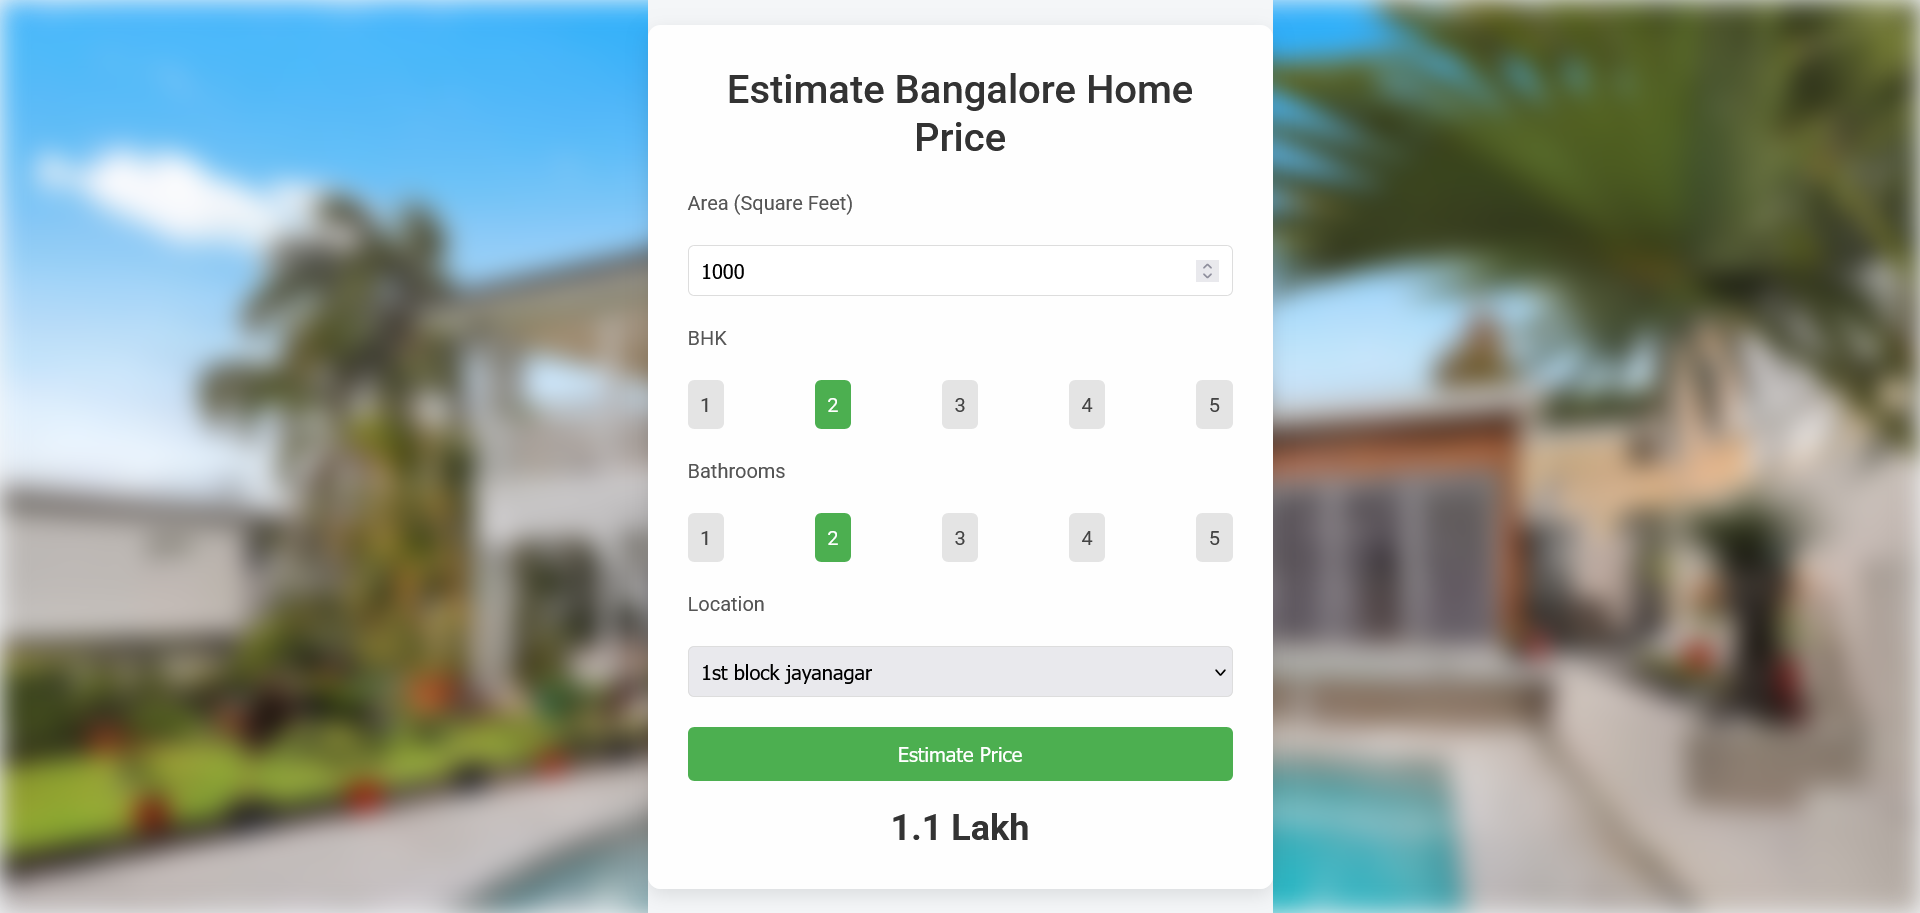 Estimate Bangalore Home
Price
Area (Square Feet)
1000
BHK
1 2 3 4 5
Bathrooms
1 2 3 4 5
Location
1st block jayanagar
Estimate Price
1.1 Lakh